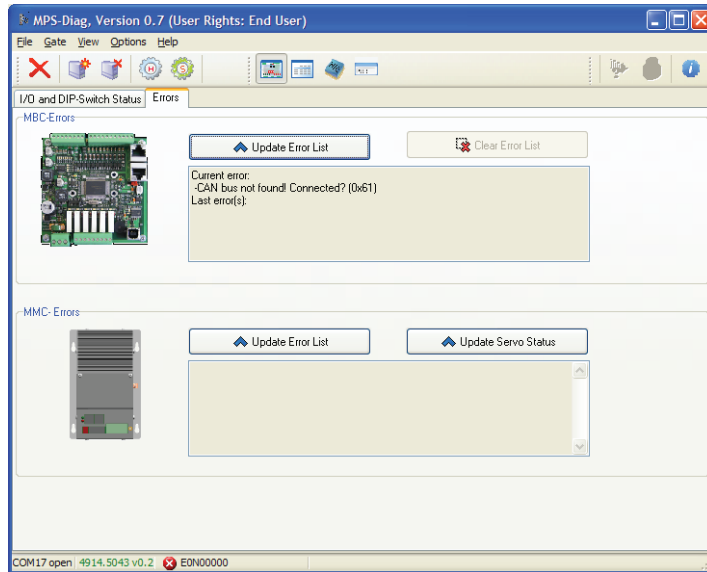 MPS-Diag, Version 0.7 (User Rights: End User)
File Gate View Options Help
I/O and DIP-Switch Status Errors
MBC-Errors
Update Error List
Clear Error List
Current error:
-CAN bus not found! Connected? (0x61)
Last error(s):
MMC- Errors
Update Error List
Update Servo Status
COM17 open 4914.5043 v0.2 E0N00000